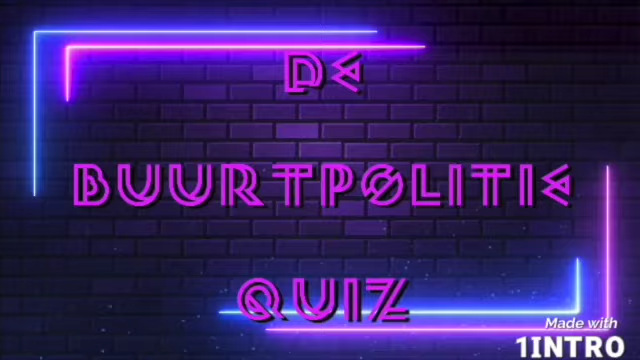 DE
BUURTPOLITIE
QUIZ
Made with
1INTRO